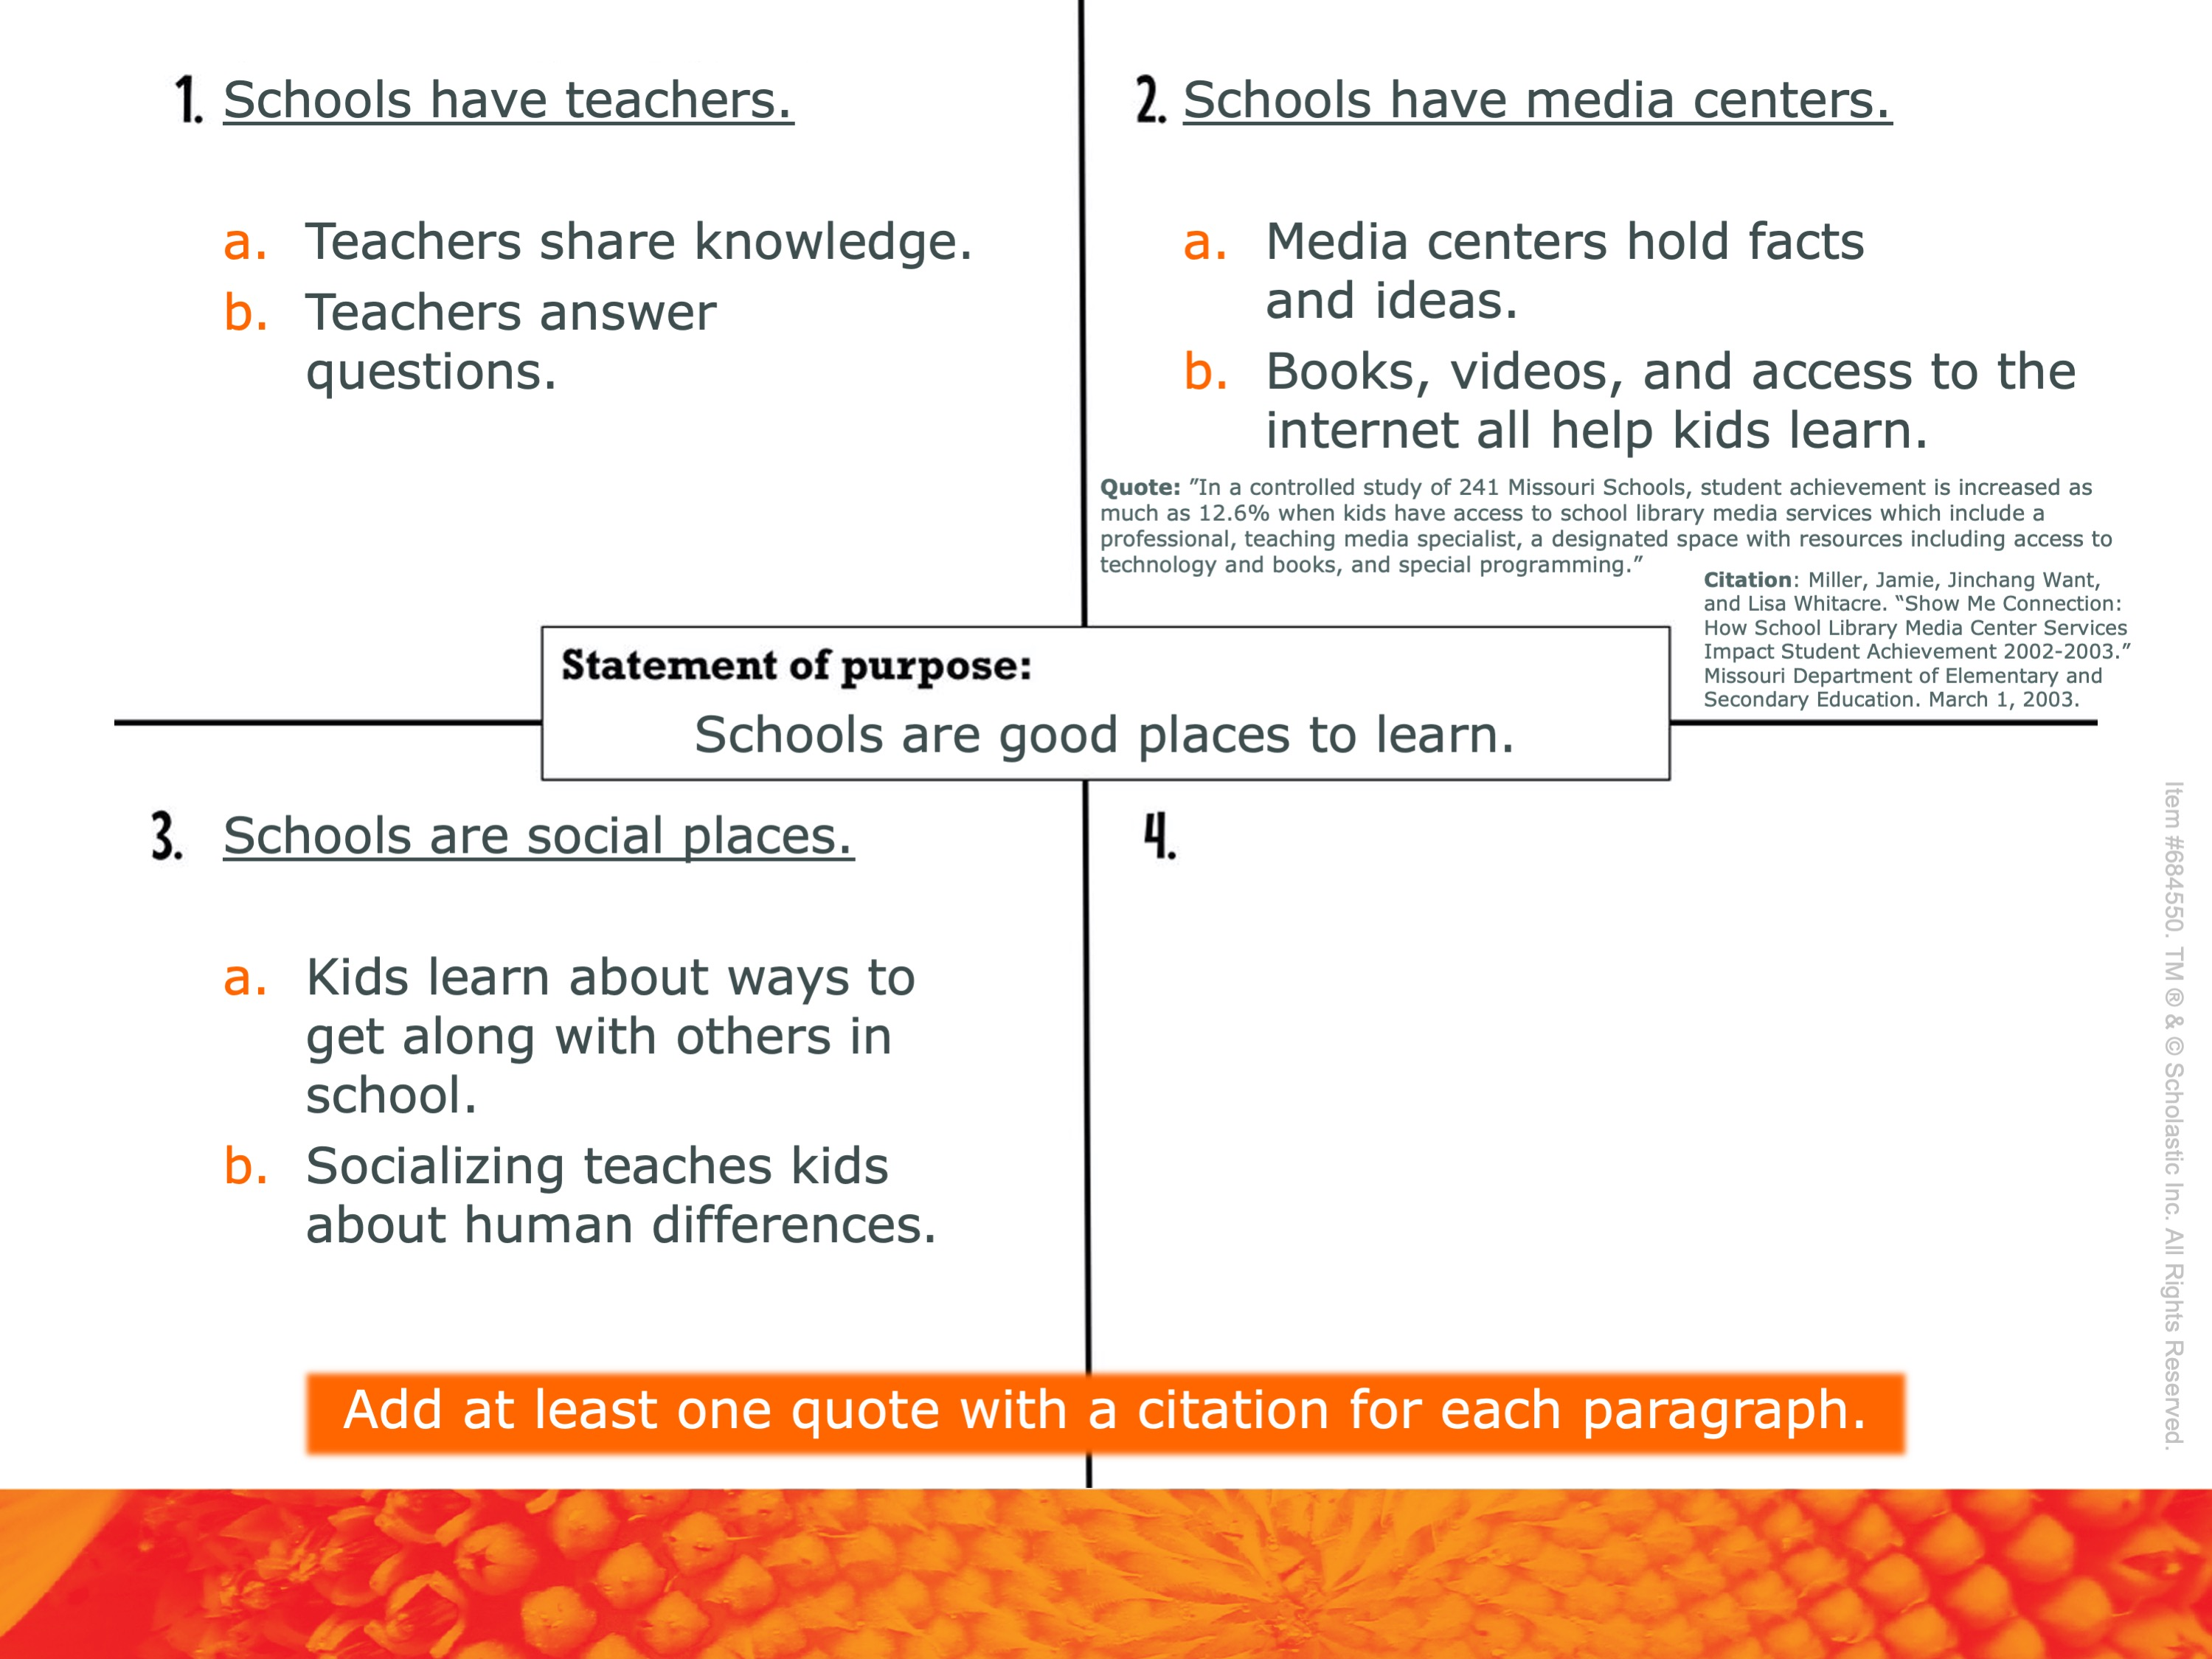 1. Schools have teachers.
a. Teachers share knowledge.
b. Teachers answer
questions.
2. Schools have media centers.
a. Media centers hold facts
and ideas.
b. Books, videos, and access to the
internet all help kids learn.
Quote: ”In a controlled study of 241 Missouri Schools, student achievement is increased as
much as 12.6% when kids have access to school library media services which include a
professional, teaching media specialist, a designated space with resources including access to
technology and books, and special programming.”
Citation: Miller, Jamie, Jinchang Want,
and Lisa Whitacre. “Show Me Connection:
How School Library Media Center Services
Impact Student Achievement 2002-2003.”
Missouri Department of Elementary and
Secondary Education. March 1, 2003.
Statement of purpose:
Schools are good places to learn.
3. Schools are social places.
a. Kids learn about ways to
get along with others in
school.
b. Socializing teaches kids
about human differences.
4.
Add at least one quote with a citation for each paragraph.
Item #684550. TM ® & © Scholastic Inc. All Rights Reserved.